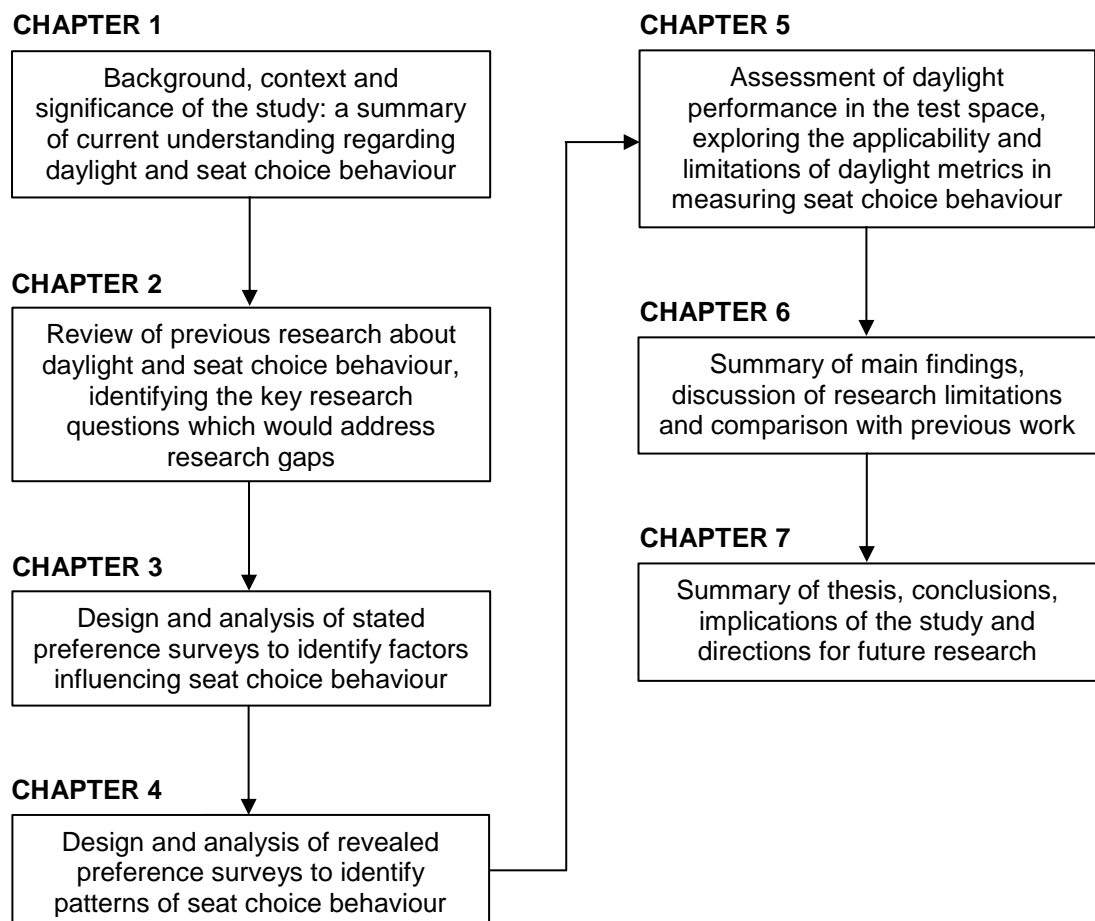 CHAPTER 1
Background, context and
significance of the study: a summary
of current understanding regarding
daylight and seat choice behaviour
CHAPTER 2
Review of previous research about
daylight and seat choice behaviour,
identifying the key research
questions which would address
research gaps
CHAPTER 3
Design and analysis of stated
preference surveys to identify factors
influencing seat choice behaviour
CHAPTER 4
Design and analysis of revealed
preference surveys to identify
patterns of seat choice behaviour
CHAPTER 5
Assessment of daylight
performance in the test space,
exploring the applicability and
limitations of daylight metrics in
measuring seat choice behaviour
CHAPTER 6
Summary of main findings,
discussion of research limitations
and comparison with previous work
CHAPTER 7
Summary of thesis, conclusions,
implications of the study and
directions for future research